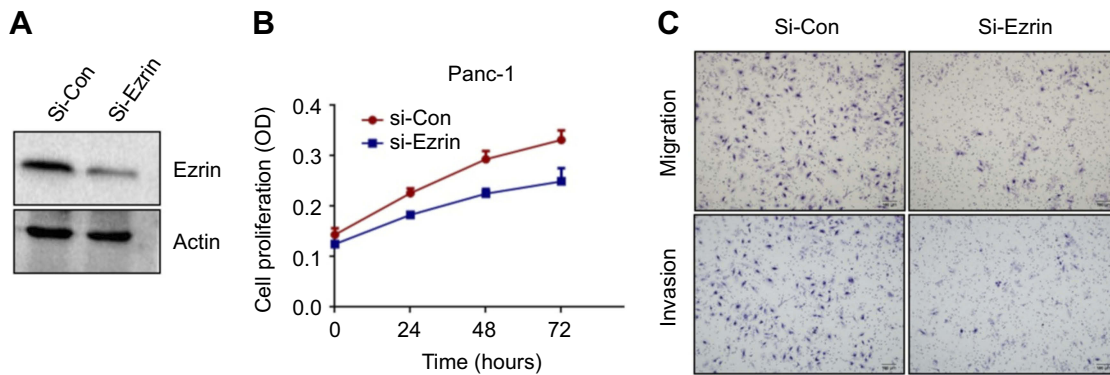 A
Si-Con
Si-Ezrin
Ezrin
Actin
B
Panc-1
si-Con
si-Ezrin
Cell proliferation (OD)
0.4
0.3
0.2
0.1
0.0
0
24
48
72
Time (hours)
C
Si-Con
Si-Ezrin
Migration
Invasion